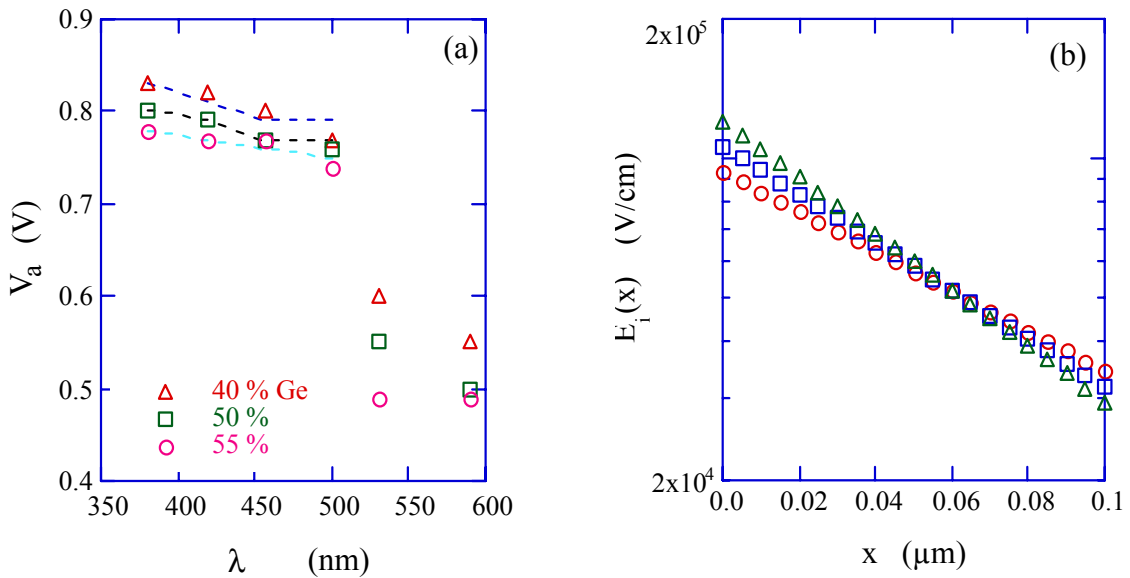 (a)
0.9
0.8
0.7
0.6
0.5
0.4
V_a (V)
40 % Ge
50 %
55 %
350 400 450 500 550 600
λ (nm)
(b)
2x10^5
2x10^4
E_i(x) (V/cm)
0.0 0.02 0.04 0.06 0.08 0.1
x (µm)